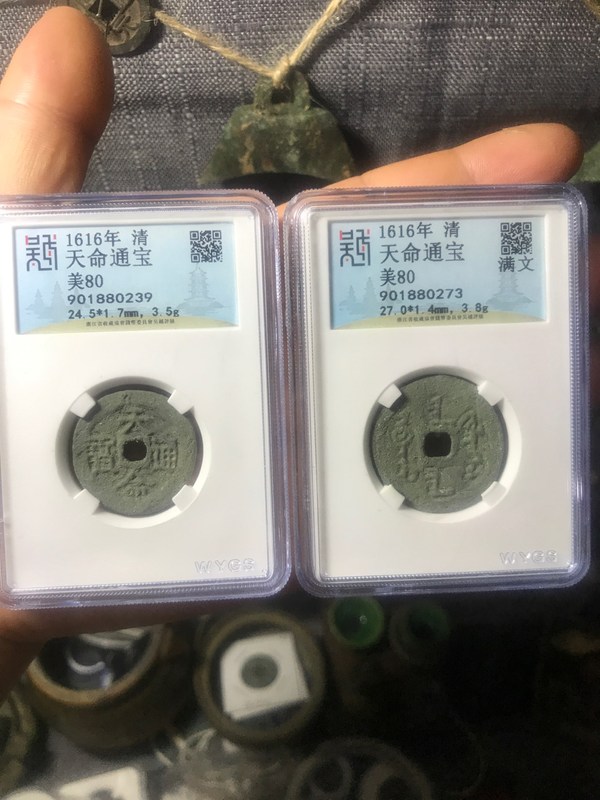 1616年 清
天命通宝
美80
901880239
24.5*1.7mm, 3.5g
WYGS
1616年 清
天命通宝
满文
美80
901880273
27.0*1.4mm, 3.8g
WYGS
天命通寶